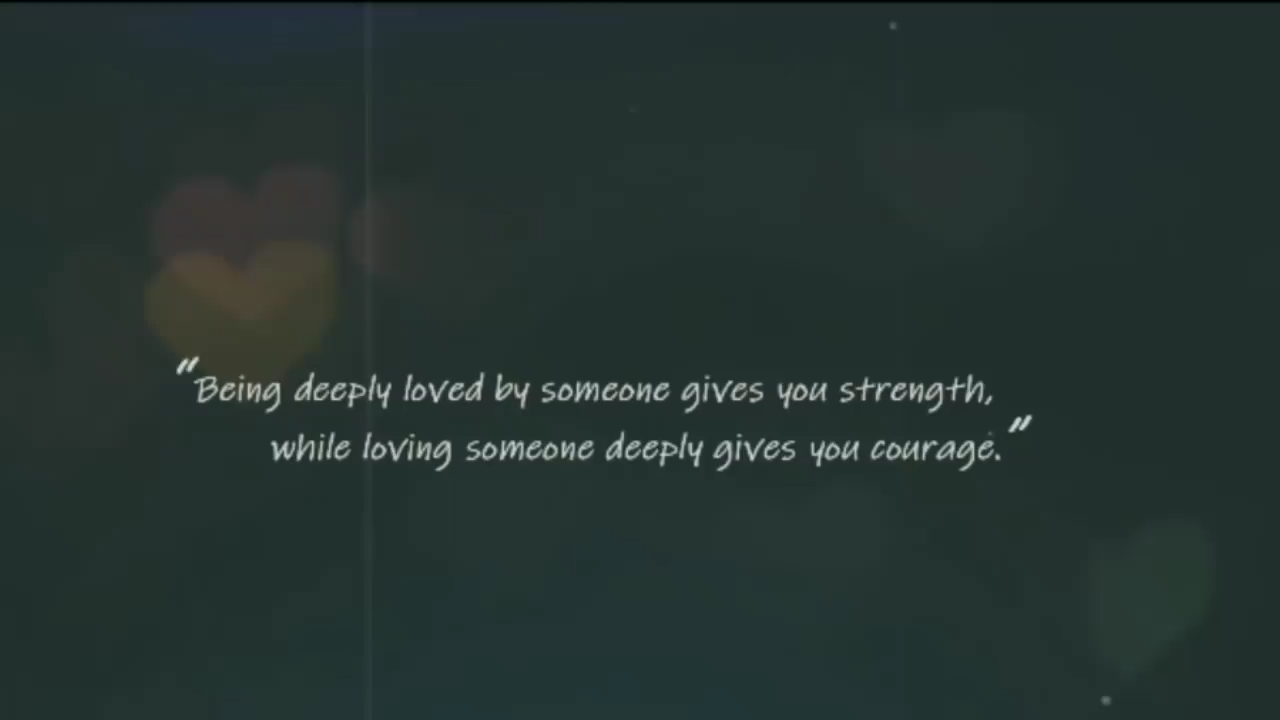 "Being deeply loved by someone gives you strength,
while loving someone deeply gives you courage."